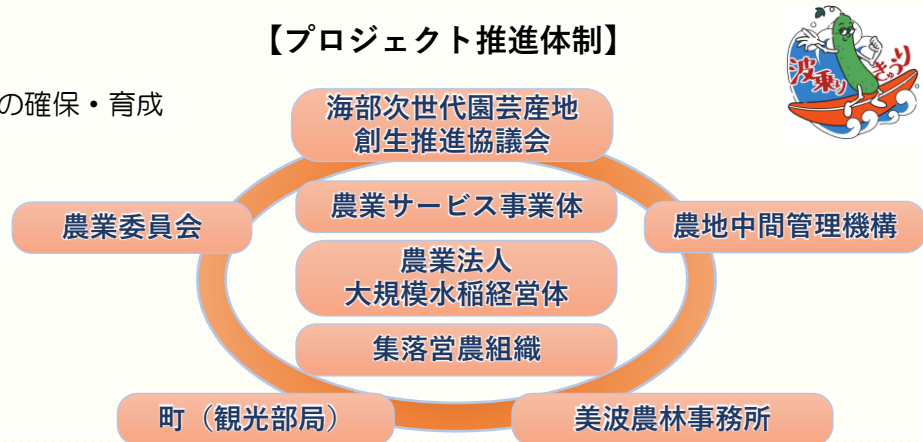 【プロジェクト推進体制】
波乗りきゅうり
の確保・育成
海部次世代園芸産地
創生推進協議会
農業サービス事業体
農業委員会
農地中間管理機構
農業法人
大規模水稲経営体
集落営農組織
町（観光部局）
美波農林事務所